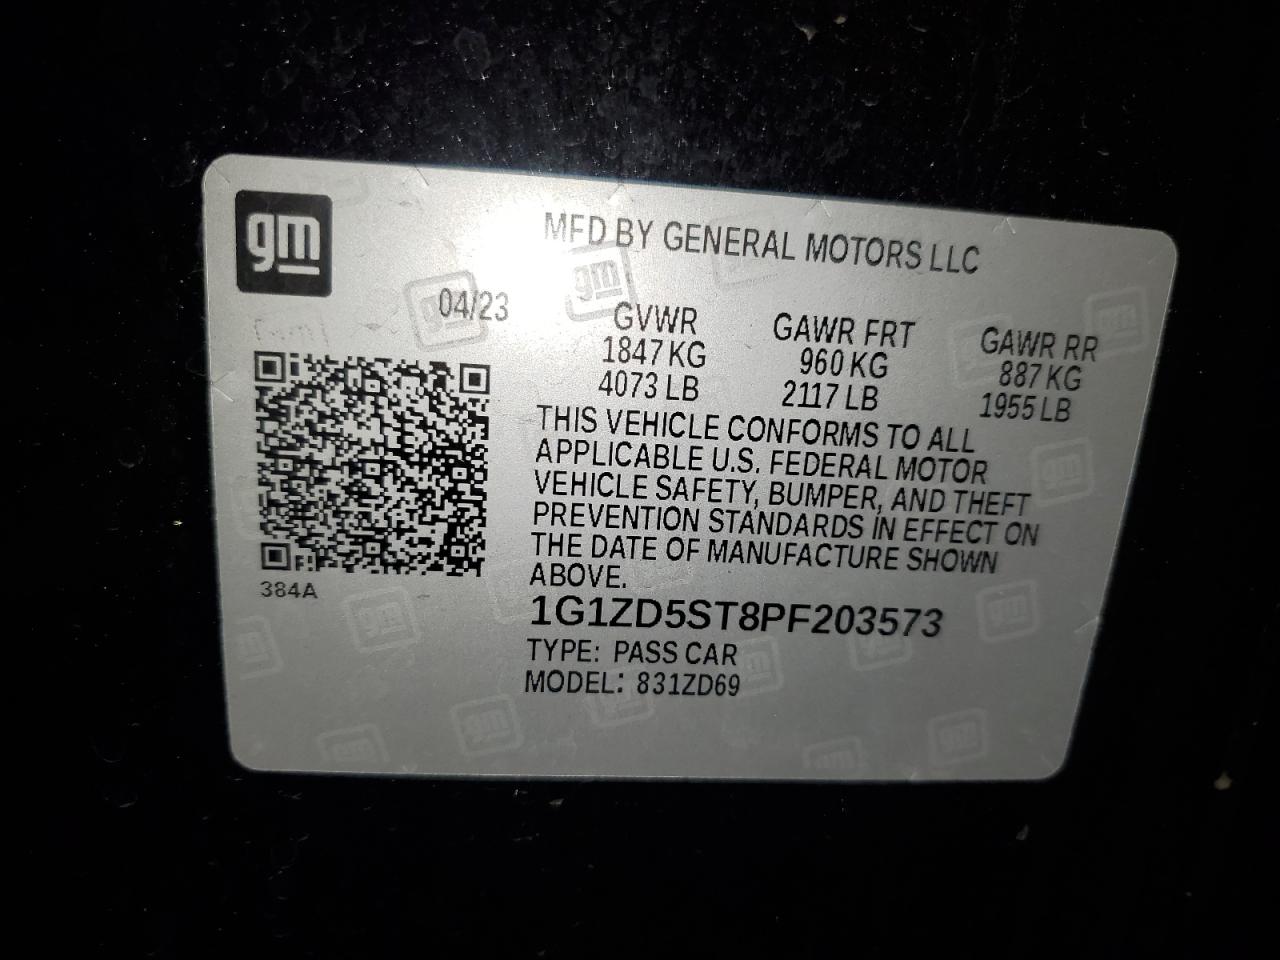 gm
MFD BY GENERAL MOTORS LLC
04/23
GVWR GAWR FRT GAWR RR
1847 KG 960 KG 887 KG
4073 LB 2117 LB 1955 LB
THIS VEHICLE CONFORMS TO ALL
APPLICABLE U.S. FEDERAL MOTOR
VEHICLE SAFETY, BUMPER, AND THEFT
PREVENTION STANDARDS IN EFFECT ON
THE DATE OF MANUFACTURE SHOWN
ABOVE.
384A
1G1ZD5ST8PF203573
TYPE: PASS CAR
MODEL: 831ZD69